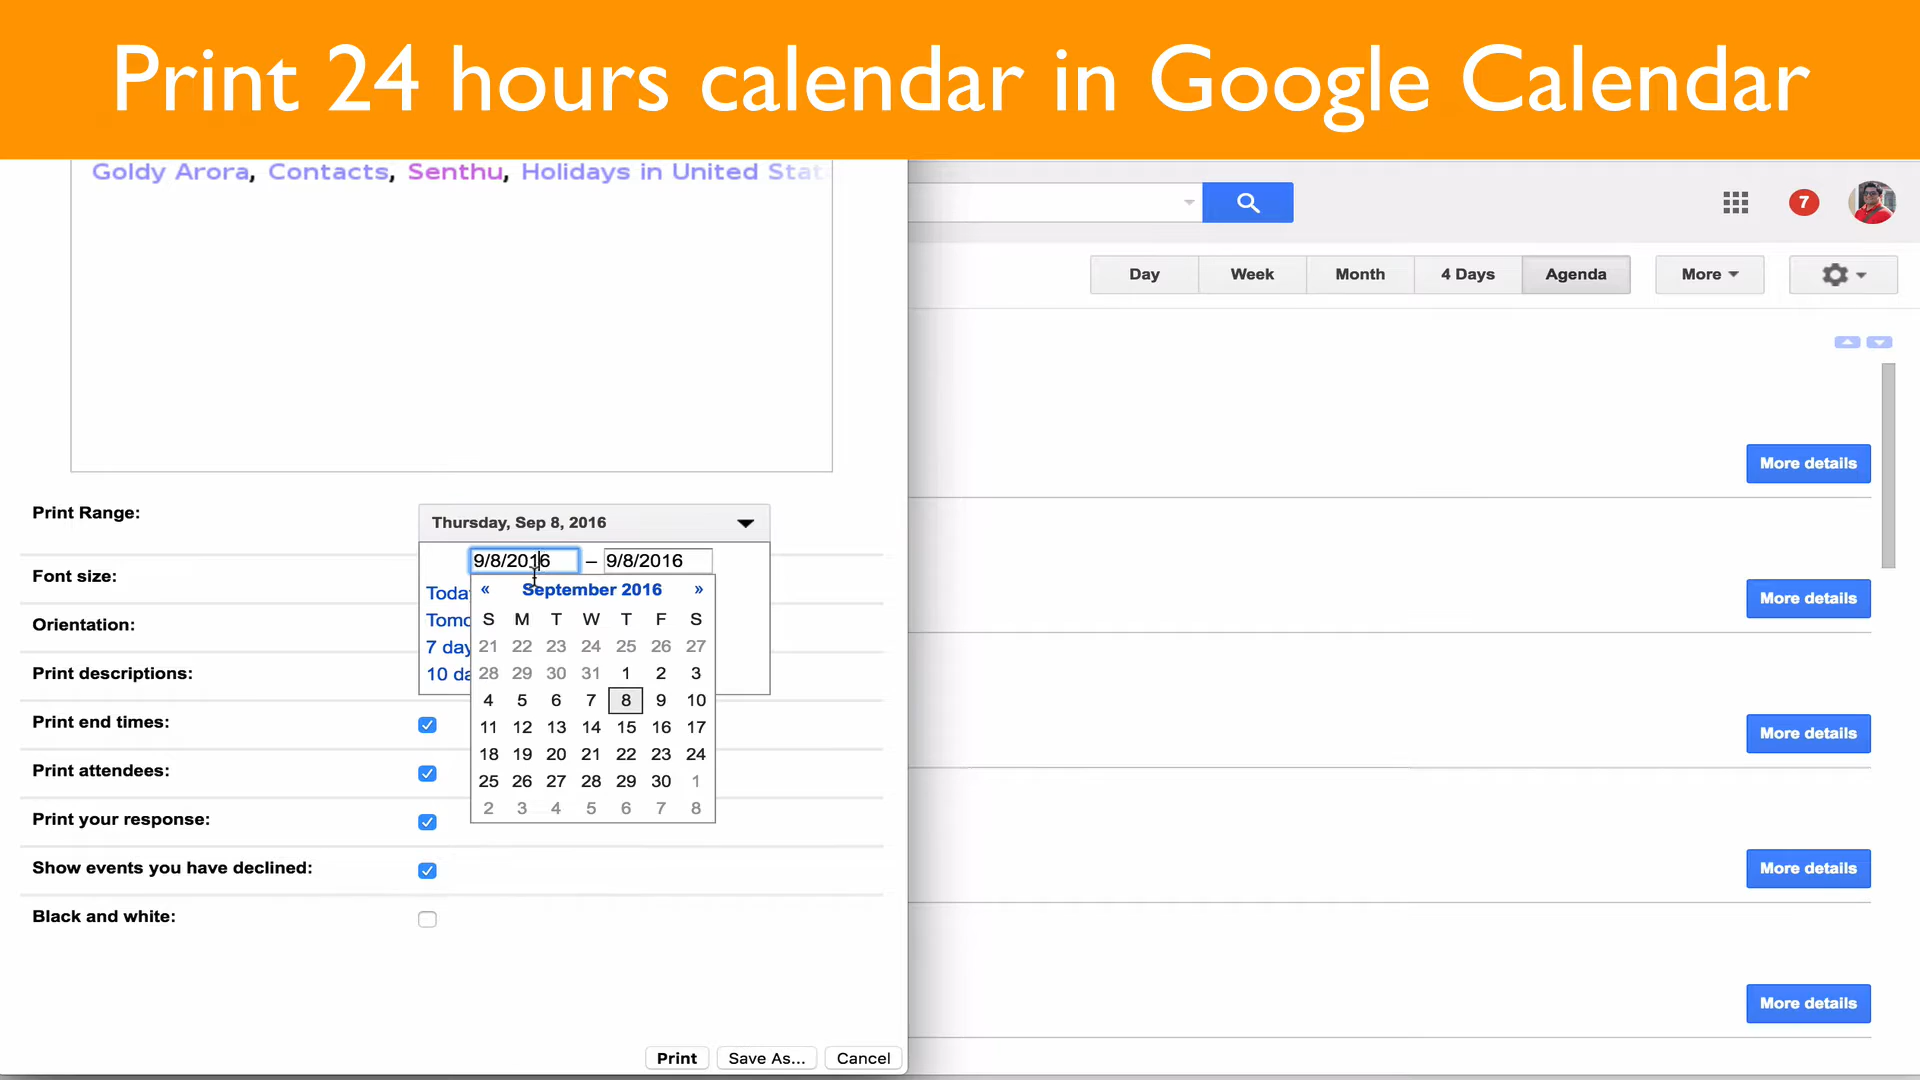 Print 24 hours calendar in Google Calendar
Goldy Arora, Contacts, Senthu, Holidays in United Stat
7
Day Week Month 4 Days Agenda More
More details
Print Range:
Thursday, Sep 8, 2016
9/8/2016 – 9/8/2016
Font size:
Toda
Tomo
7 day
10 da
« September 2016 »
S M T W T F S
21 22 23 24 25 26 27
28 29 30 31 1 2 3
4 5 6 7 8 9 10
11 12 13 14 15 16 17
18 19 20 21 22 23 24
25 26 27 28 29 30 1
2 3 4 5 6 7 8
More details
Orientation:
Print descriptions:
Print end times:
More details
Print attendees:
Print your response:
Show events you have declined:
More details
Black and white:
More details
Print Save As... Cancel